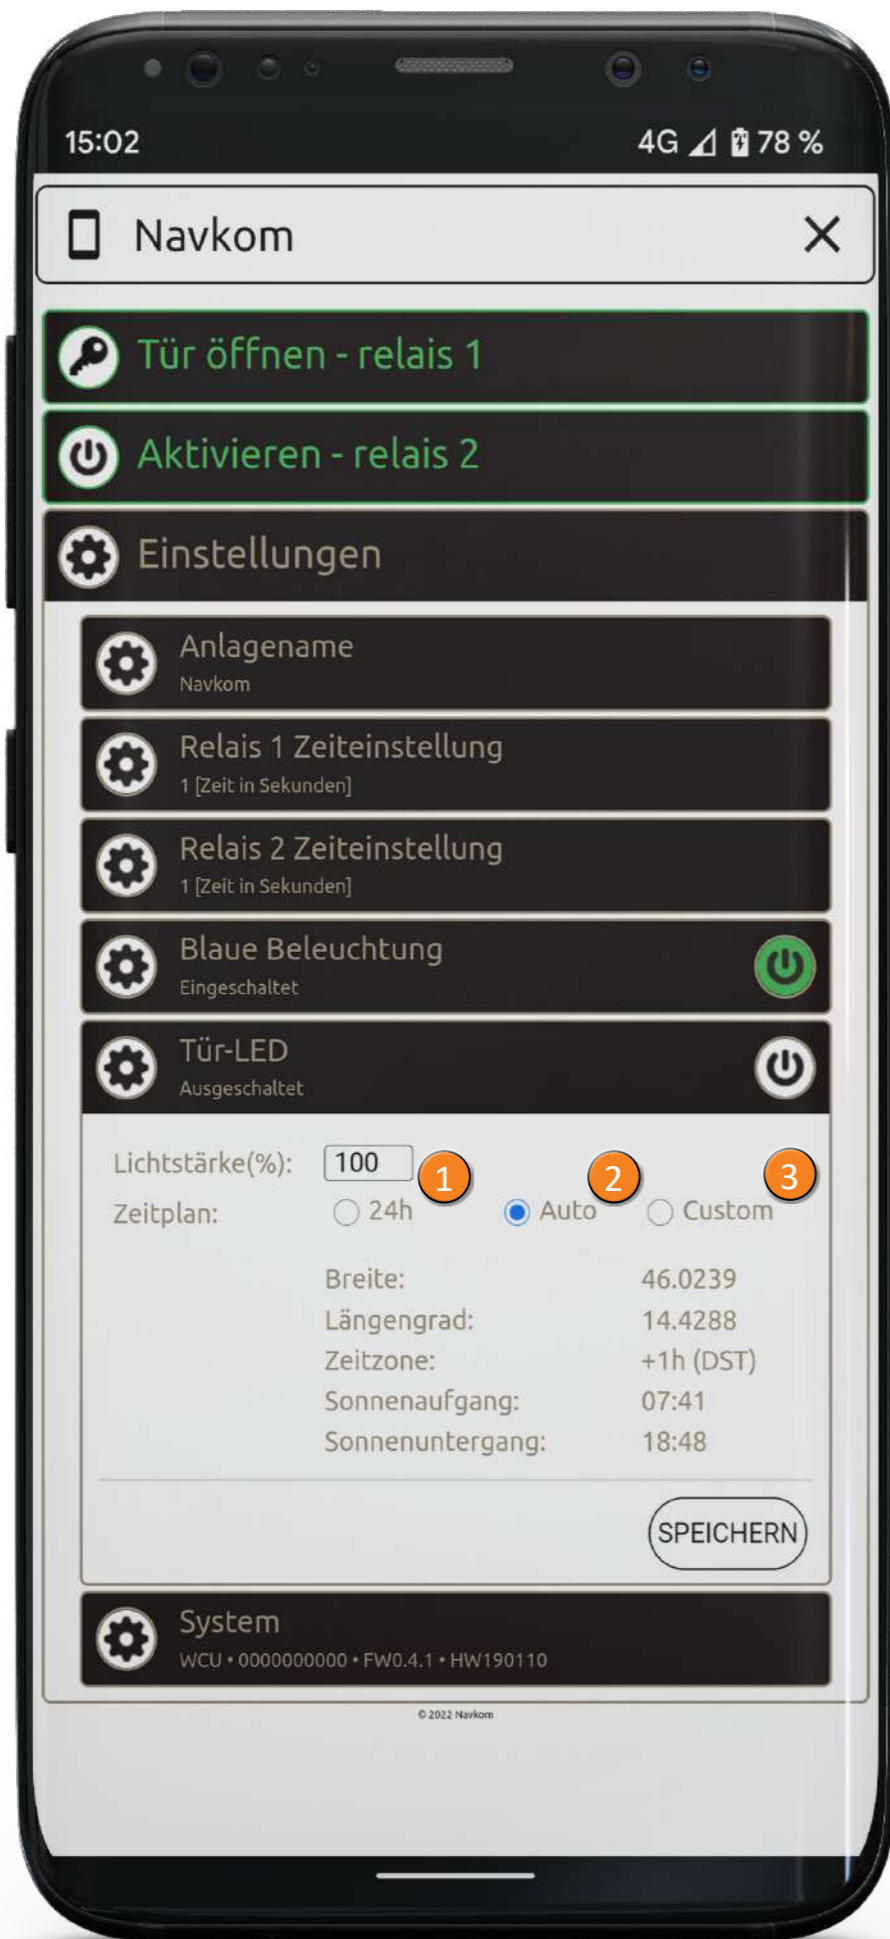 15:02 4G 78 %
Navkom
Tür öffnen - relais 1
Aktivieren - relais 2
Einstellungen
Anlagename
Navkom
Relais 1 Zeiteinstellung
1 [Zeit in Sekunden]
Relais 2 Zeiteinstellung
1 [Zeit in Sekunden]
Blaue Beleuchtung
Eingeschaltet
Tür-LED
Ausgeschaltet
Lichtstärke(%): 100 1 2 3
Zeitplan: 24h Auto Custom
Breite: 46.0239
Längengrad: 14.4288
Zeitzone: +1h (DST)
Sonnenaufgang: 07:41
Sonnenuntergang: 18:48
SPEICHERN
System
WCU • 0000000000 • FW0.4.1 • HW190110
© 2022 Navkom